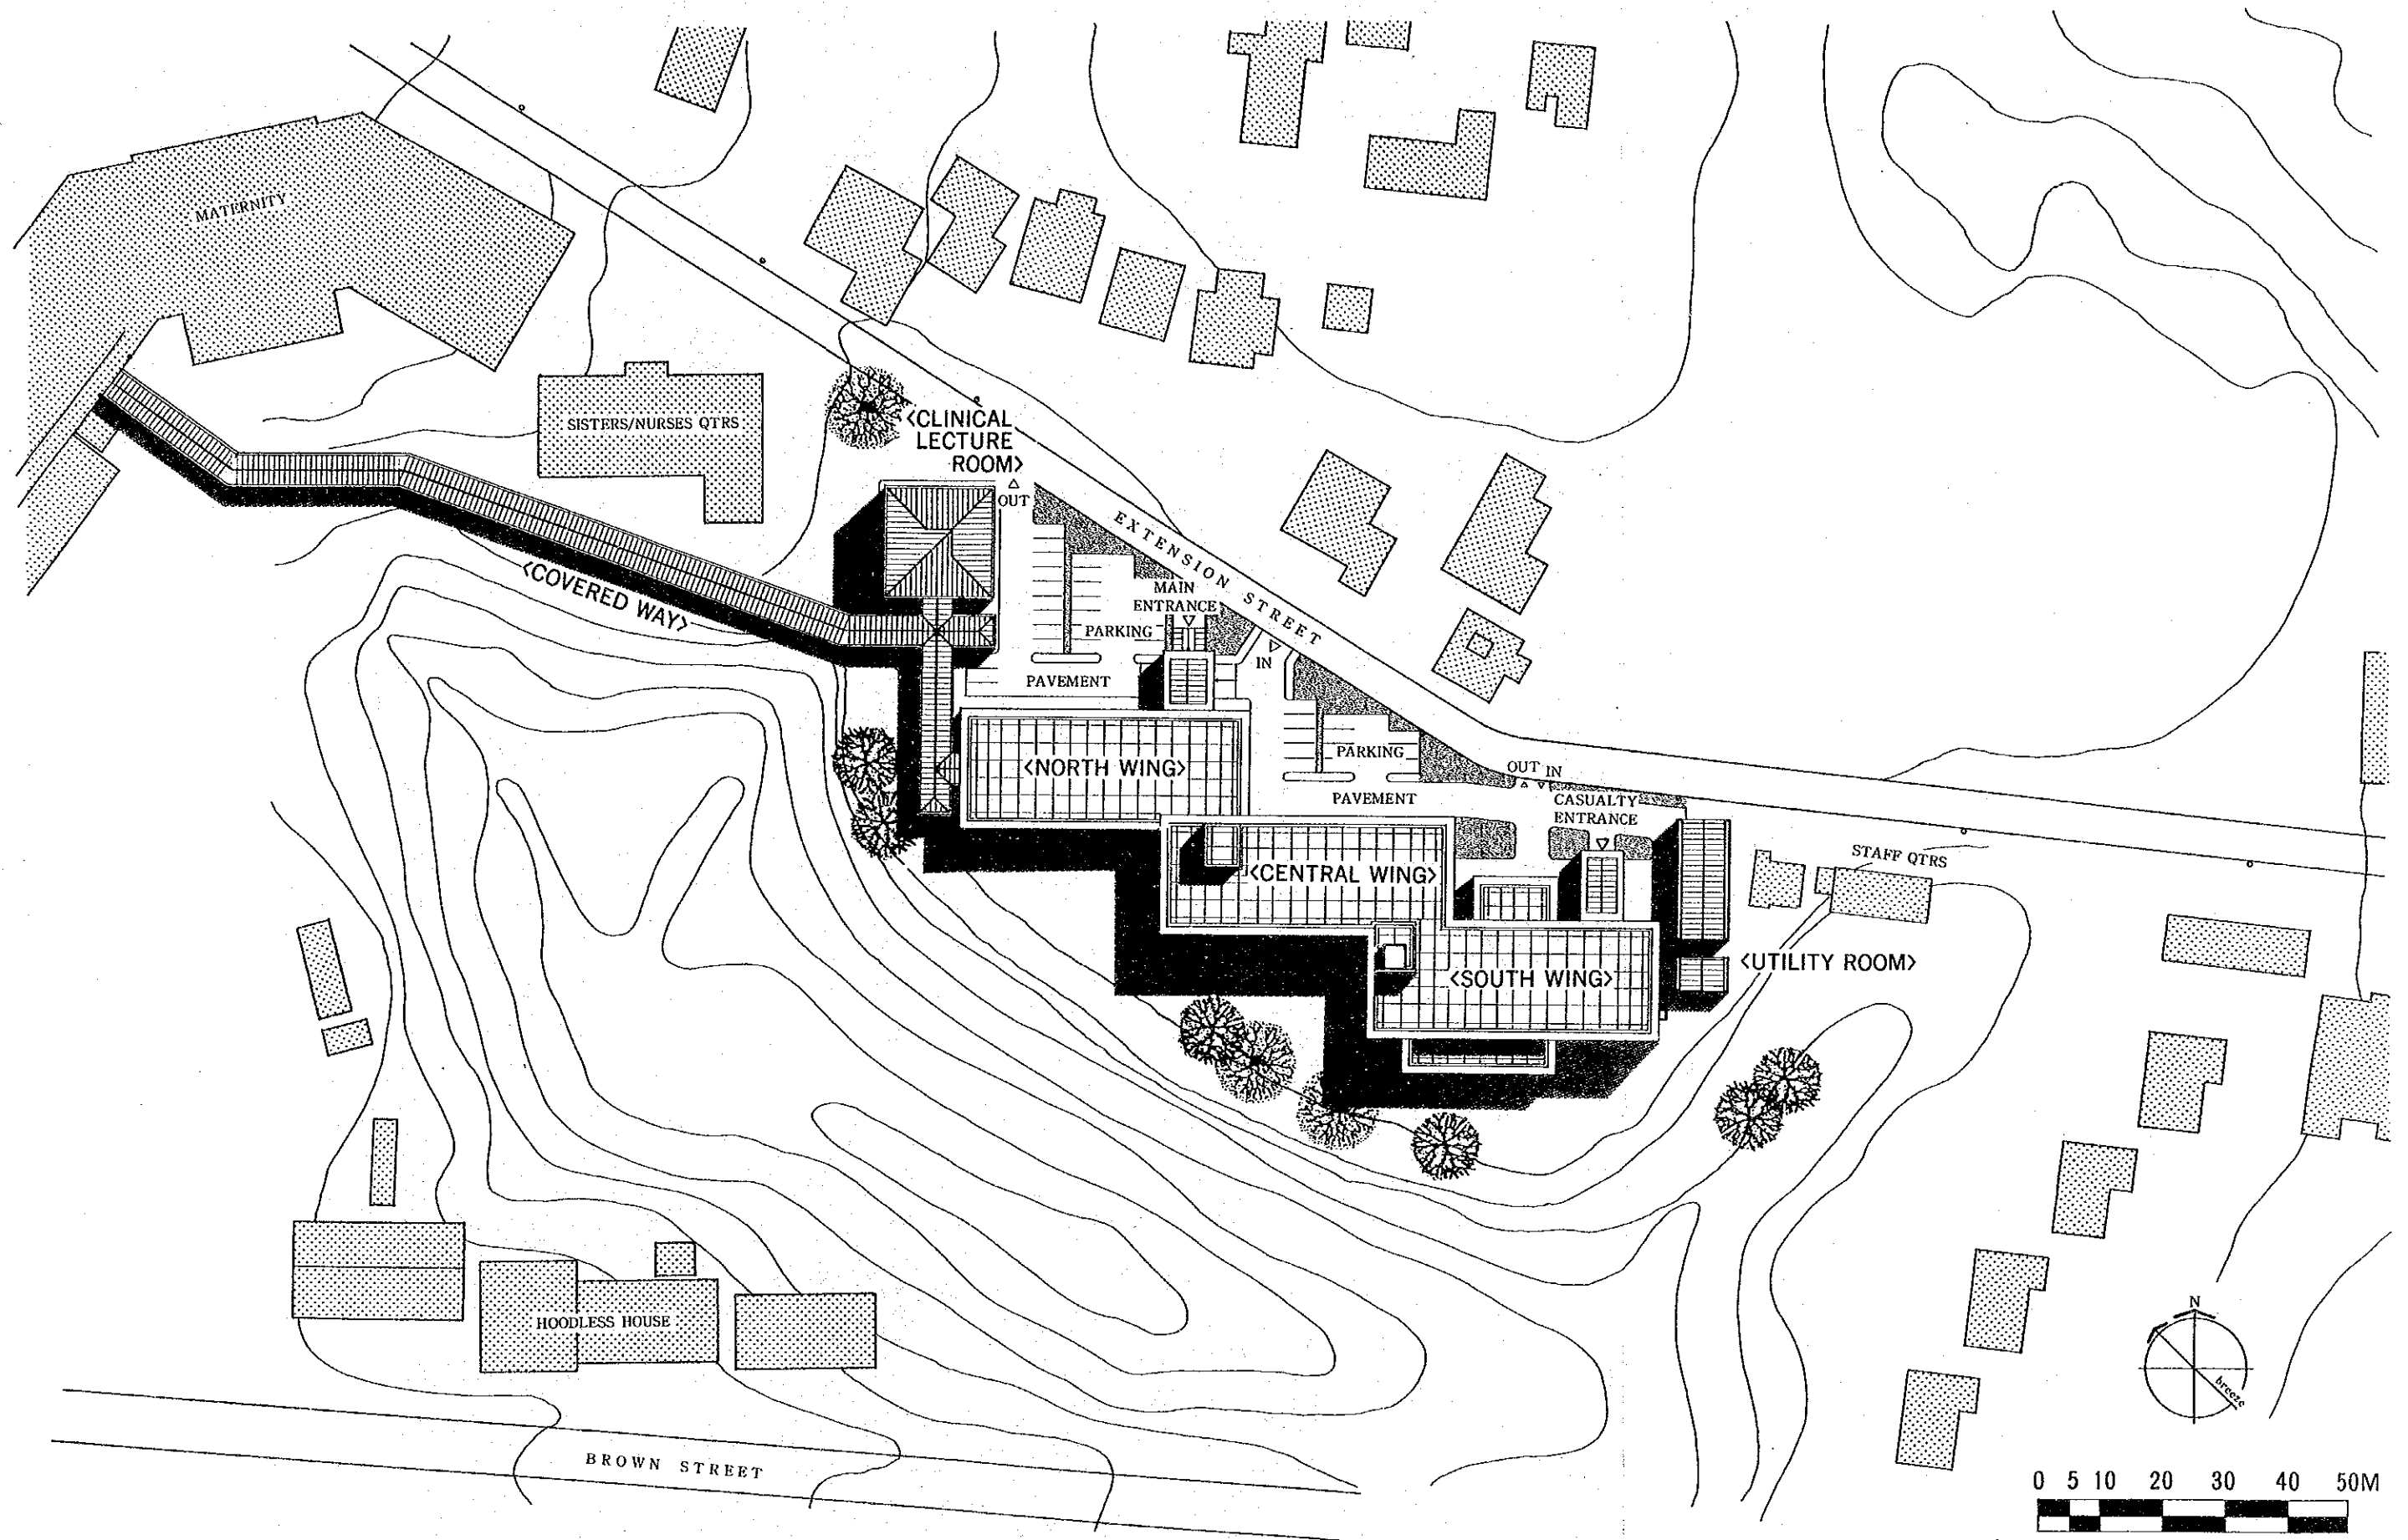 MATERNITY
SISTERS/NURSES QTRS
<CLINICAL
LECTURE
ROOM>
OUT
EXTENSION STREET
<COVERED WAY>
MAIN
ENTRANCE
PARKING
IN
PAVEMENT
<NORTH WING>
PARKING
OUT IN
PAVEMENT
CASUALTY
ENTRANCE
<CENTRAL WING>
STAFF QTRS
<UTILITY ROOM>
<SOUTH WING>
HOODLESS HOUSE
BROWN STREET
N
breeze
0 5 10 20 30 40 50M